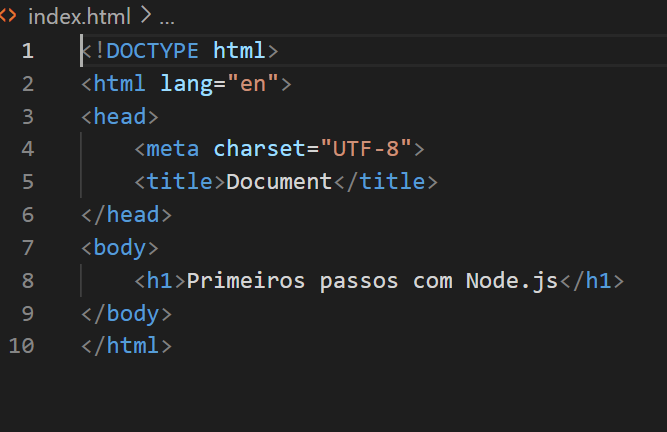 <> index.html > ...
1 <!DOCTYPE html>
2 <html lang="en">
3 <head>
4     <meta charset="UTF-8">
5     <title>Document</title>
6 </head>
7 <body>
8     <h1>Primeiros passos com Node.js</h1>
9 </body>
10 </html>